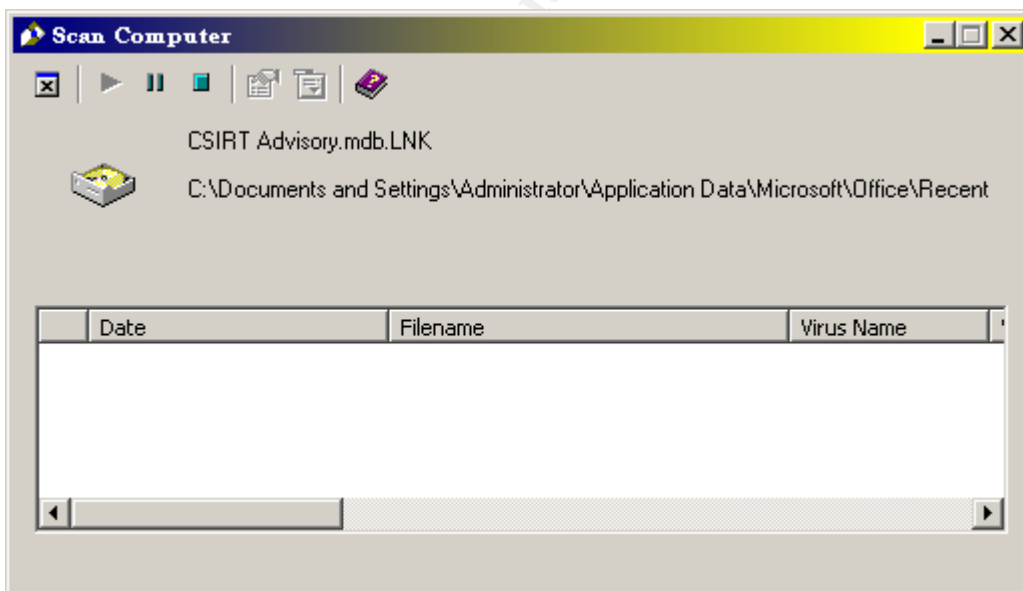 Scan Computer
CSIRT Advisory.mdb.LNK
C:\Documents and Settings\Administrator\Application Data\Microsoft\Office\Recent
Date Filename Virus Name